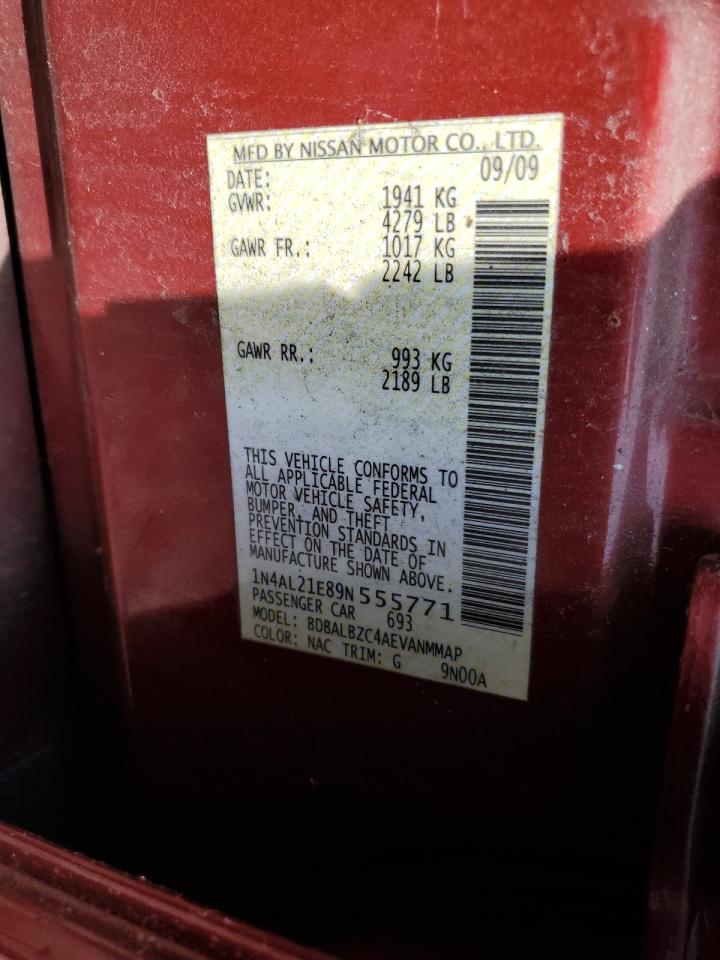 MFD BY NISSAN MOTOR CO., LTD.
DATE: 09/09
GVWR: 1941 KG
4279 LB
GAWR FR.: 1017 KG
2242 LB
GAWR RR.: 993 KG
2189 LB
THIS VEHICLE CONFORMS TO
ALL APPLICABLE FEDERAL
MOTOR VEHICLE SAFETY,
BUMPER, AND THEFT
PREVENTION STANDARDS IN
EFFECT ON THE DATE OF
MANUFACTURE SHOWN ABOVE.
1N4AL21E89N555771
PASSENGER CAR 693
MODEL: BDBALBZC4AEVANMMAP
COLOR: NAC TRIM: G 9N00A